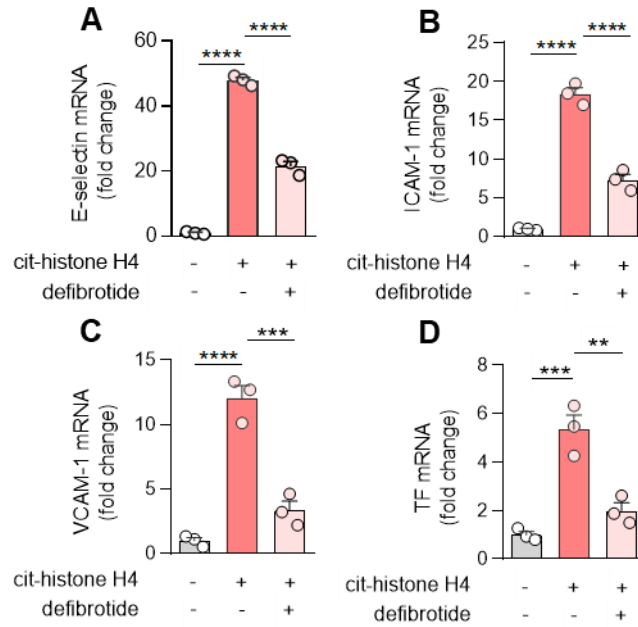 A
B
**** ****
**** ****
60
40
20
0
E-selectin mRNA
(fold change)
25
20
15
10
5
0
ICAM-1 mRNA
(fold change)
cit-histone H4 - + +
defibrotide - - +
cit-histone H4 - + +
defibrotide - - +
C
D
**** ***
*** **
15
10
5
0
VCAM-1 mRNA
(fold change)
8
6
4
2
0
TF mRNA
(fold change)
cit-histone H4 - + +
defibrotide - - +
cit-histone H4 - + +
defibrotide - - +